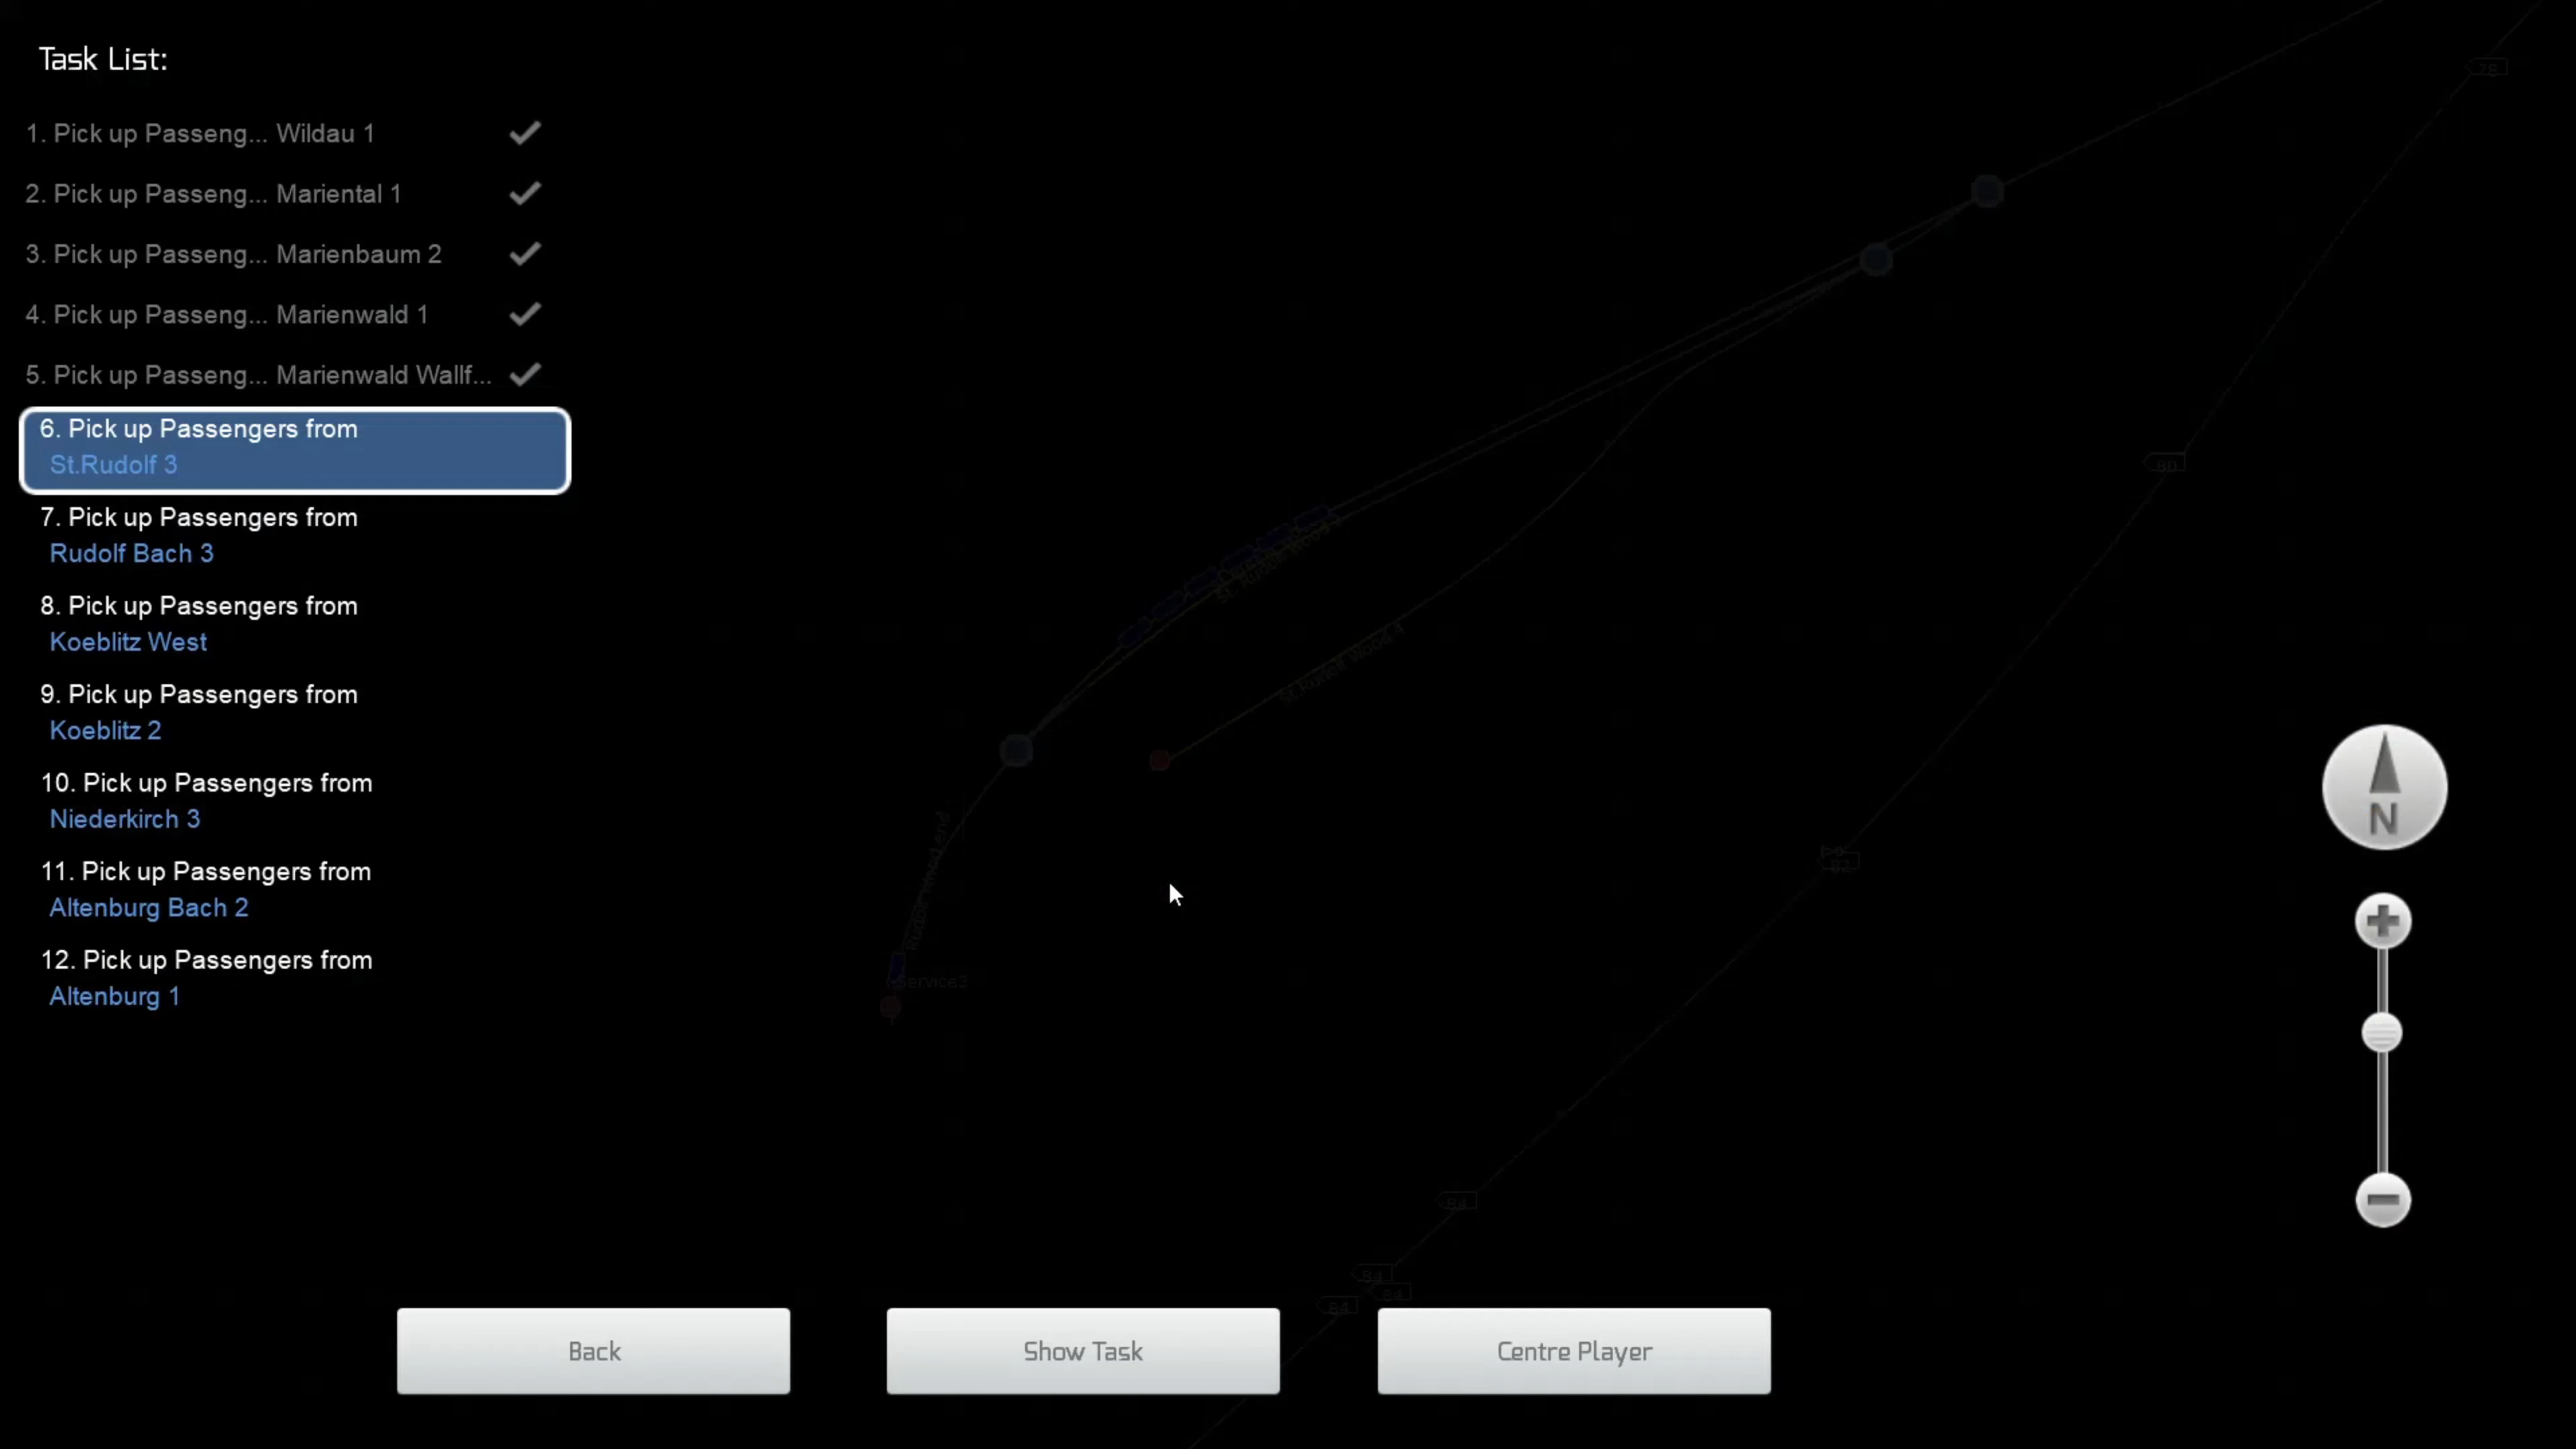 Task List:
1. Pick up Passeng... Wildau 1
2. Pick up Passeng... Mariental 1
3. Pick up Passeng... Marienbaum 2
4. Pick up Passeng... Marienwald 1
5. Pick up Passeng... Marienwald Wallf...
6. Pick up Passengers from
St.Rudolf 3
7. Pick up Passengers from
Rudolf Bach 3
8. Pick up Passengers from
Koeblitz West
9. Pick up Passengers from
Koeblitz 2
10. Pick up Passengers from
Niederkirch 3
11. Pick up Passengers from
Altenburg Bach 2
12. Pick up Passengers from
Altenburg 1
80
Service3
84
N
Back
Show Task
Centre Player